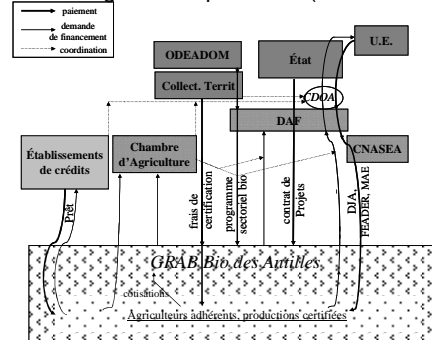 paiement
demande
de financement
coordination
ODEADOM
État
U.E.
Collect. Territ
CDOA
DAF
Établissements
de crédits
Chambre
d'Agriculture
CNASEA
Prêt
frais de
certification
programme
sectoriel bio
contrat de
Projets
DJA,
FEADER, MAE
GRAB Bio des Antilles
cotisations
Agriculteurs adhérents, productions certifiées